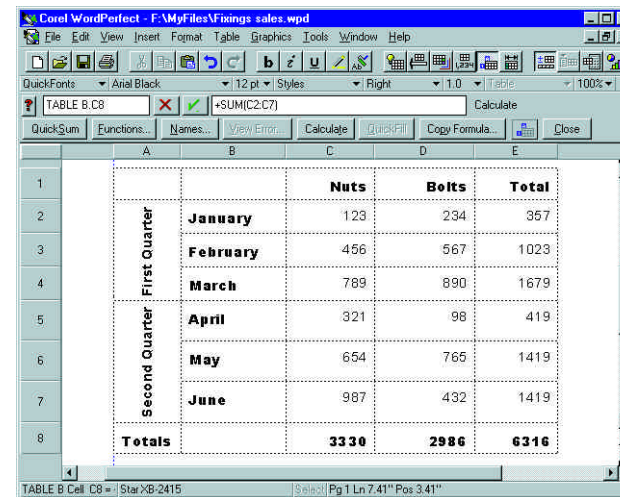 Corel WordPerfect - F:\MyFiles\Fixings sales.wpd
File Edit View Insert Format Table Graphics Tools Window Help
QuickFonts Arial Black 12 pt Styles Right 1.0 Table 100%
TABLE B.C8 +SUM(C2:C7) Calculate
QuickSum Functions... Names... View Error... Calculate QuickFill Copy Formula... Close
A B C D E
1 Nuts Bolts Total
First Quarter
2 January 123 234 357
3 February 456 567 1023
4 March 789 890 1679
Second Quarter
5 April 321 98 419
6 May 654 765 1419
7 June 987 432 1419
8 Totals 3330 2986 6316
TABLE B Cell C8 = Star XB-2415 Select Pg 1 Ln 7.41" Pos 3.41"